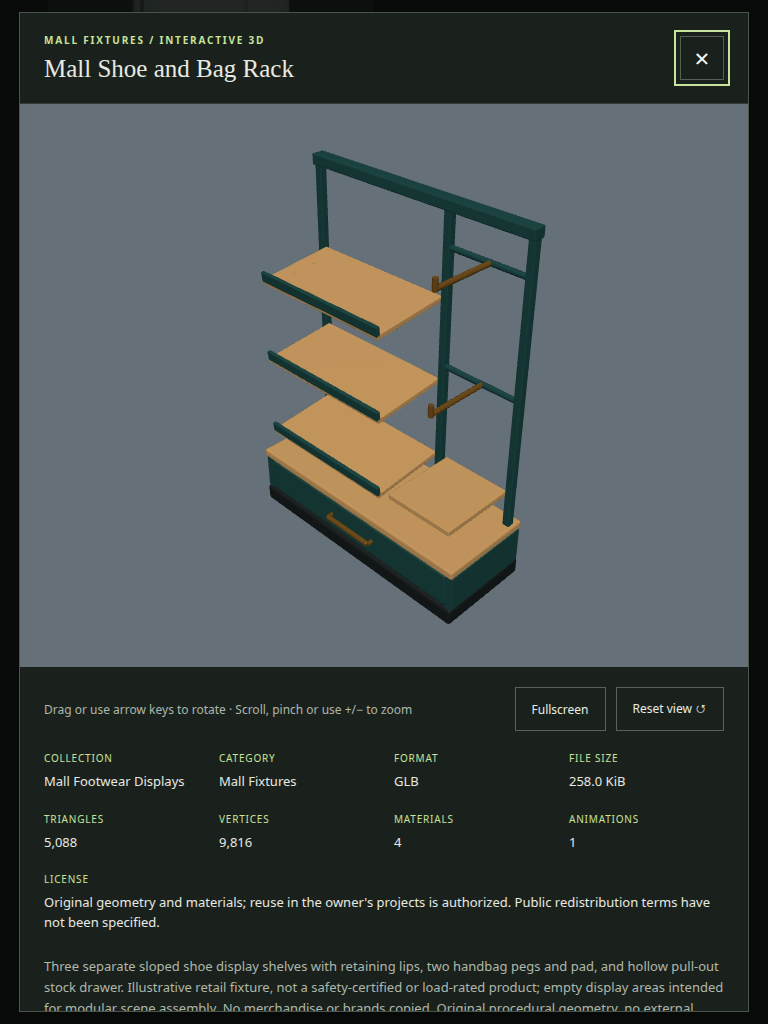 MALL FIXTURES / INTERACTIVE 3D
Mall Shoe and Bag Rack
✕
Drag or use arrow keys to rotate · Scroll, pinch or use +/− to zoom
Fullscreen
Reset view ↺
COLLECTION
Mall Footwear Displays
CATEGORY
Mall Fixtures
FORMAT
GLB
FILE SIZE
258.0 KiB
TRIANGLES
5,088
VERTICES
9,816
MATERIALS
4
ANIMATIONS
1
LICENSE
Original geometry and materials; reuse in the owner's projects is authorized. Public redistribution terms have
not been specified.
Three separate sloped shoe display shelves with retaining lips, two handbag pegs and pad, and hollow pull-out
stock drawer. Illustrative retail fixture, not a safety-certified or load-rated product; empty display areas intended
for modular scene assembly. No merchandise or brands copied. Original procedural geometry, no external